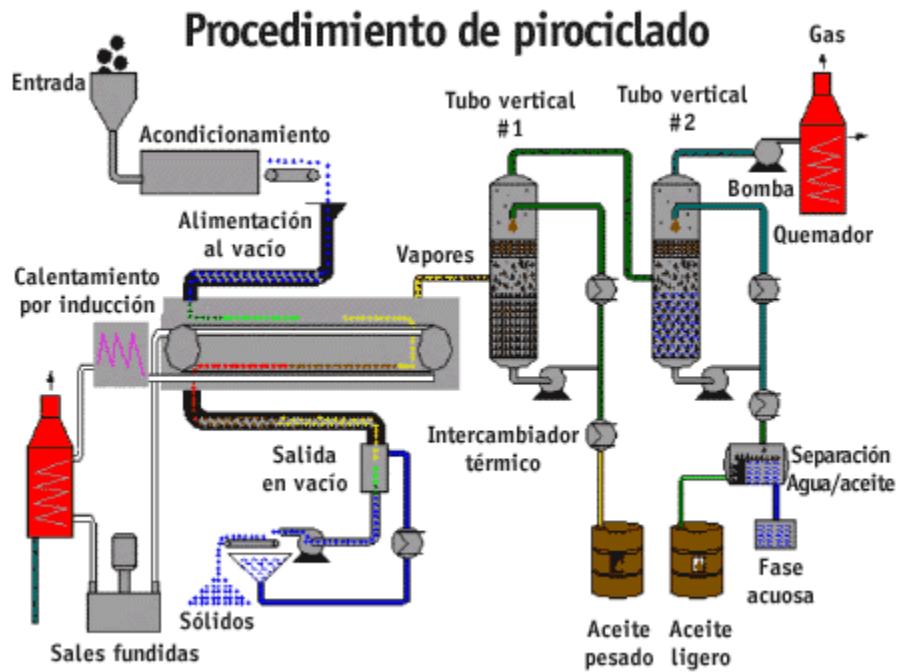 Procedimiento de pirociclado
Gas
Entrada
Tubo vertical
#1
Tubo vertical
#2
Acondicionamiento
Bomba
Alimentación
al vacío
Vapores
Quemador
Calentamiento
por inducción
Intercambiador
térmico
Salida
en vacío
Separación
Agua/aceite
Fase
acuosa
Sólidos
Sales fundidas
Aceite
pesado
Aceite
ligero